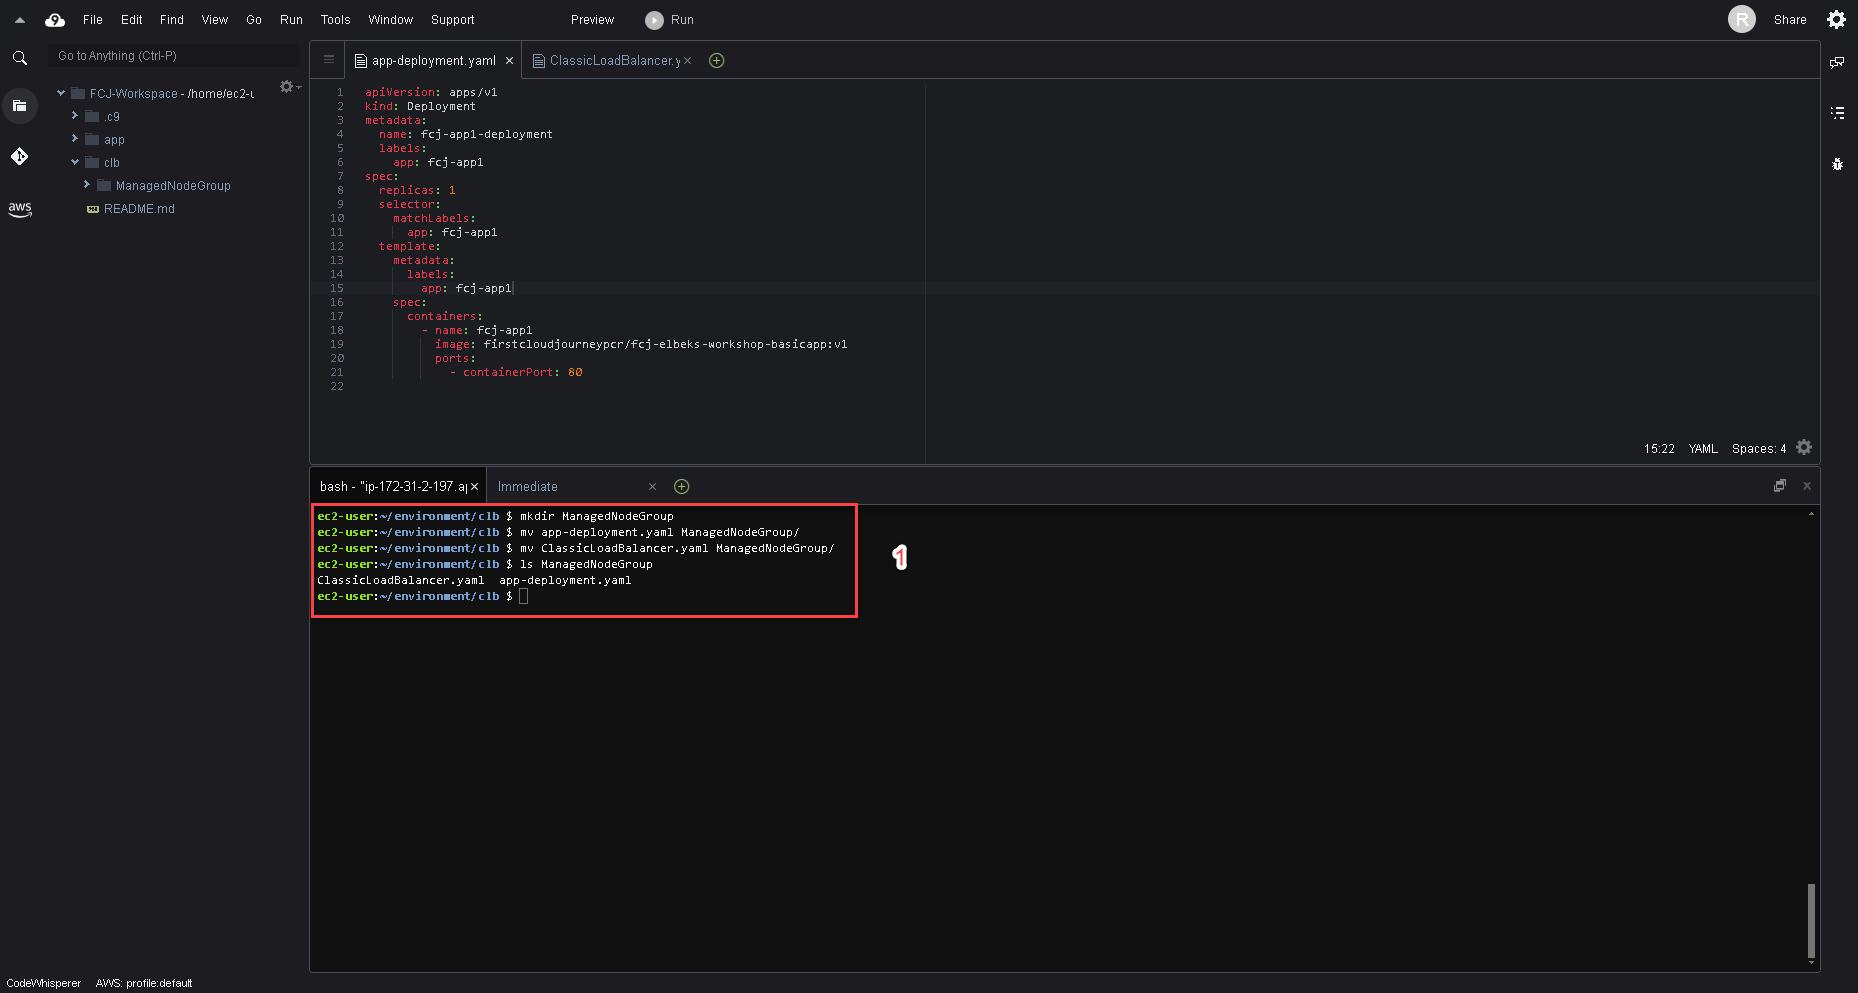 File Edit Find View Go Run Tools Window Support Preview Run R Share
Go to Anything (Ctrl-P)
FCJ-Workspace - /home/ec2-u
.c9
app
clb
ManagedNodeGroup
README.md
aws
app-deployment.yaml × ClassicLoadBalancer.y ×
1 apiVersion: apps/v1
2 kind: Deployment
3 metadata:
4 name: fcj-app1-deployment
5 labels:
6 app: fcj-app1
7 spec:
8 replicas: 1
9 selector:
10 matchLabels:
11 app: fcj-app1
12 template:
13 metadata:
14 labels:
15 app: fcj-app1
16 spec:
17 containers:
18 - name: fcj-app1
19 image: firstcloudjourneypcr/fcj-elbeks-workshop-basicapp:v1
20 ports:
21 - containerPort: 80
22
15:22 YAML Spaces: 4
bash - "ip-172-31-2-197.ap × Immediate ×
ec2-user:~/environment/clb $ mkdir ManagedNodeGroup
ec2-user:~/environment/clb $ mv app-deployment.yaml ManagedNodeGroup/
ec2-user:~/environment/clb $ mv ClassicLoadBalancer.yaml ManagedNodeGroup/
ec2-user:~/environment/clb $ ls ManagedNodeGroup
ClassicLoadBalancer.yaml app-deployment.yaml
ec2-user:~/environment/clb $
1
CodeWhisperer AWS: profile:default